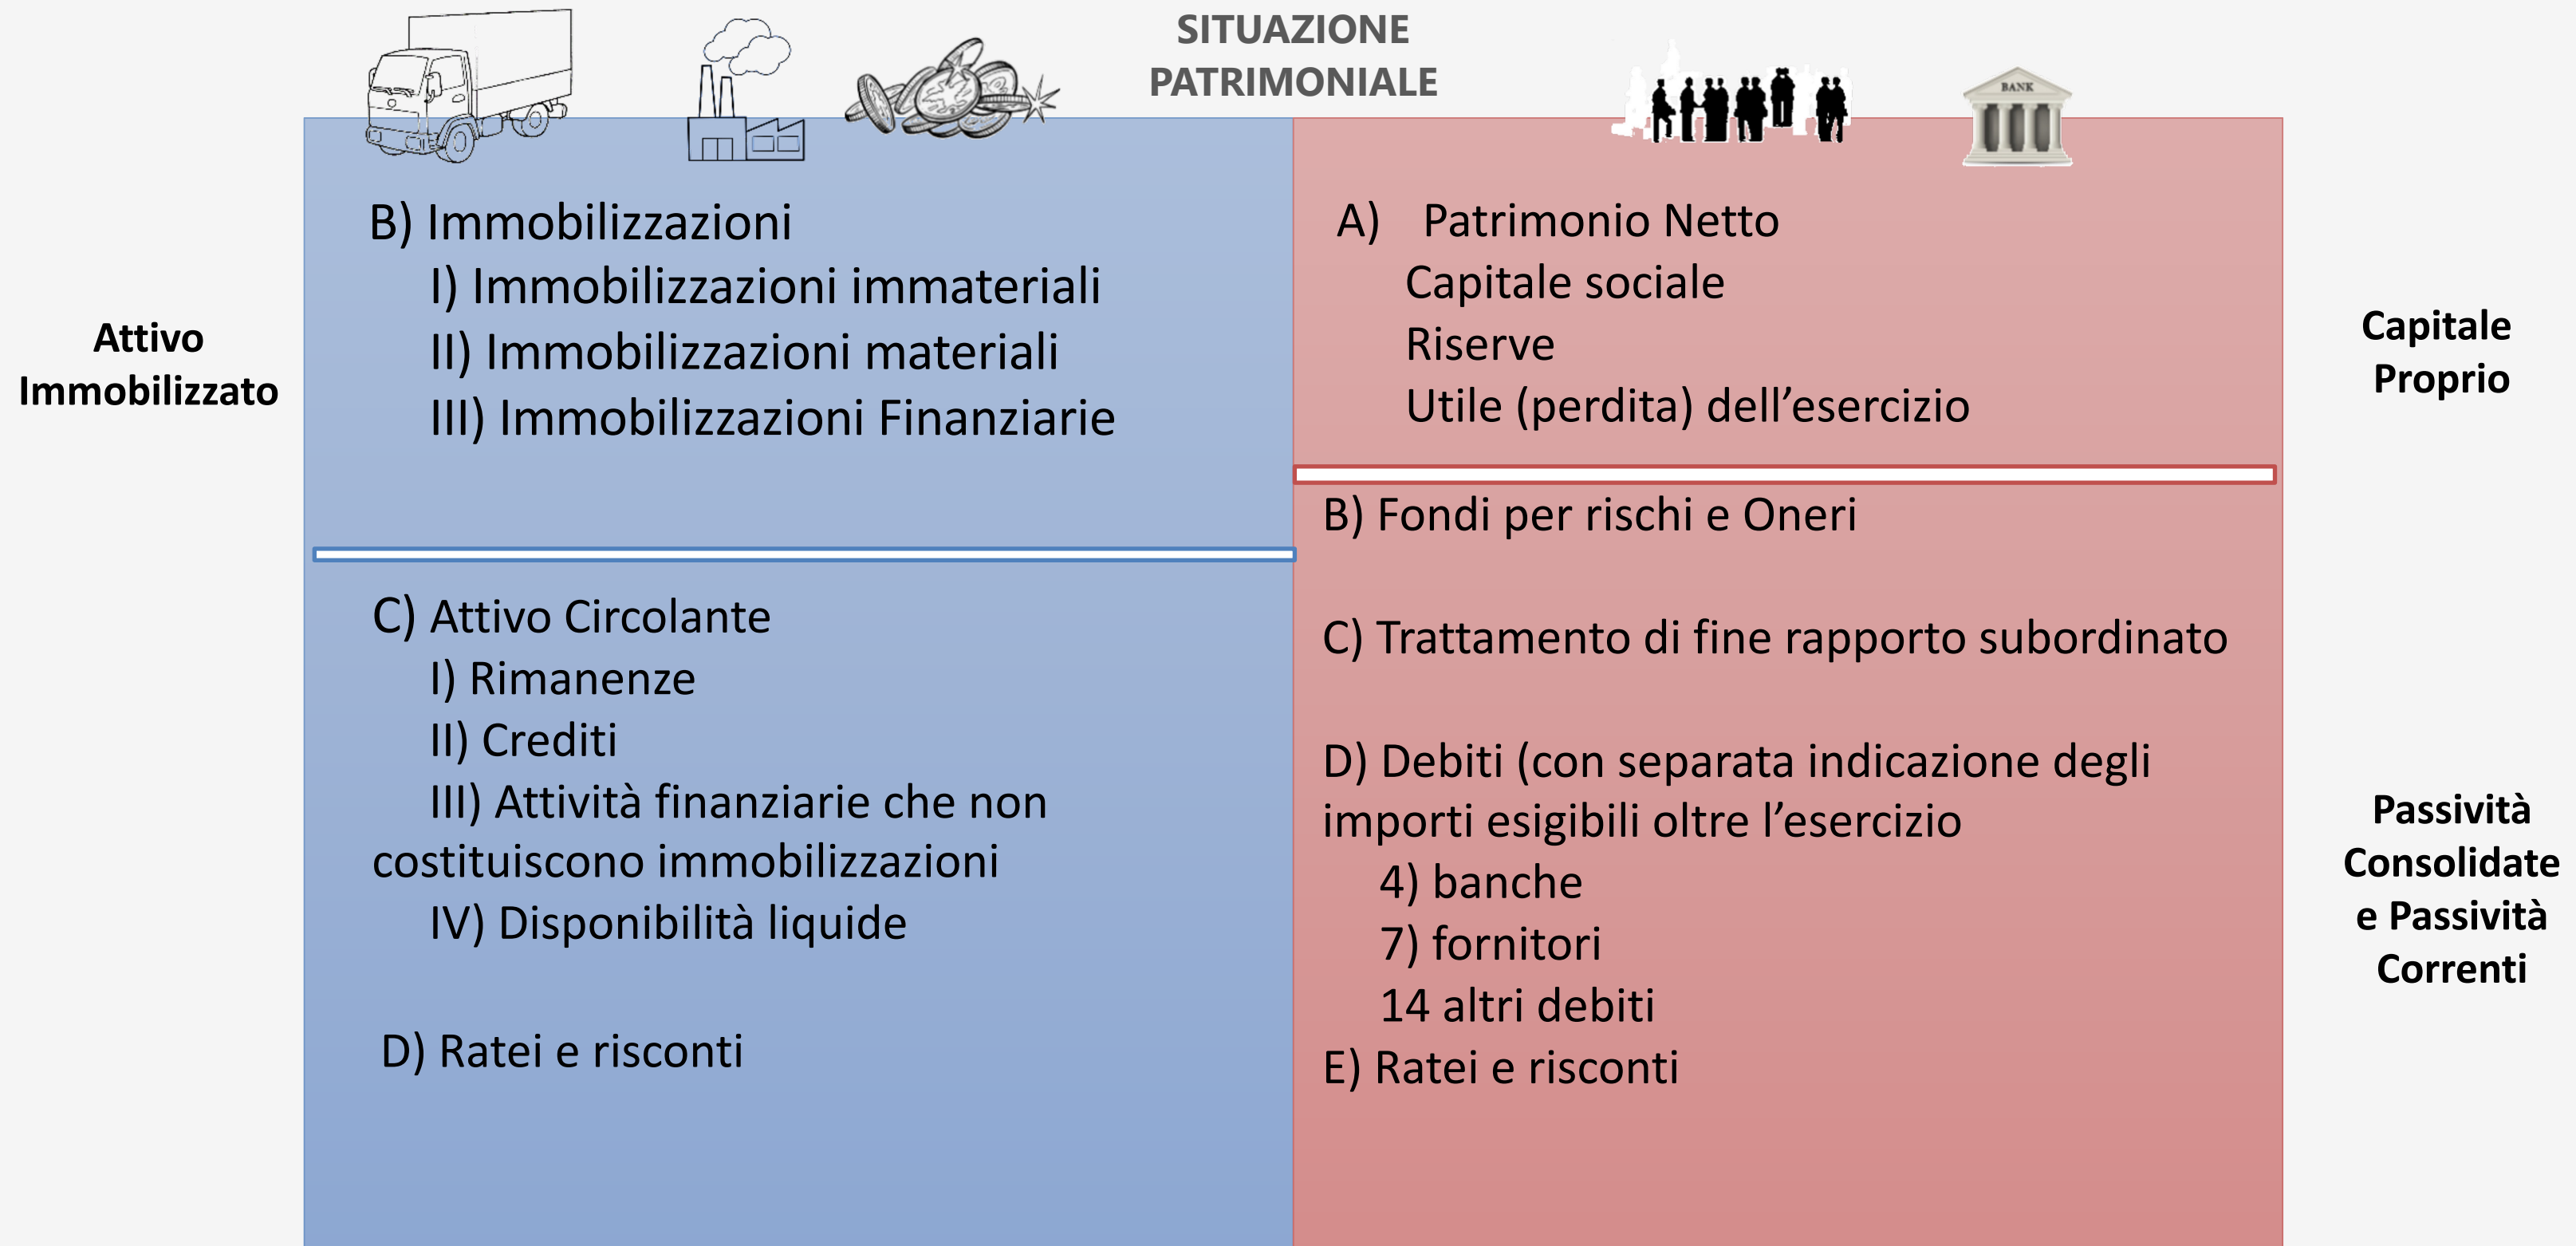 SITUAZIONE
PATRIMONIALE
BANK
Attivo
Immobilizzato
B) Immobilizzazioni
I) Immobilizzazioni immateriali
II) Immobilizzazioni materiali
III) Immobilizzazioni Finanziarie
C) Attivo Circolante
I) Rimanenze
II) Crediti
III) Attività finanziarie che non
costituiscono immobilizzazioni
IV) Disponibilità liquide
D) Ratei e risconti
A) Patrimonio Netto
Capitale sociale
Riserve
Utile (perdita) dell’esercizio
B) Fondi per rischi e Oneri
C) Trattamento di fine rapporto subordinato
D) Debiti (con separata indicazione degli
importi esigibili oltre l’esercizio
4) banche
7) fornitori
14 altri debiti
E) Ratei e risconti
Capitale
Proprio
Passività
Consolidate
e Passività
Correnti